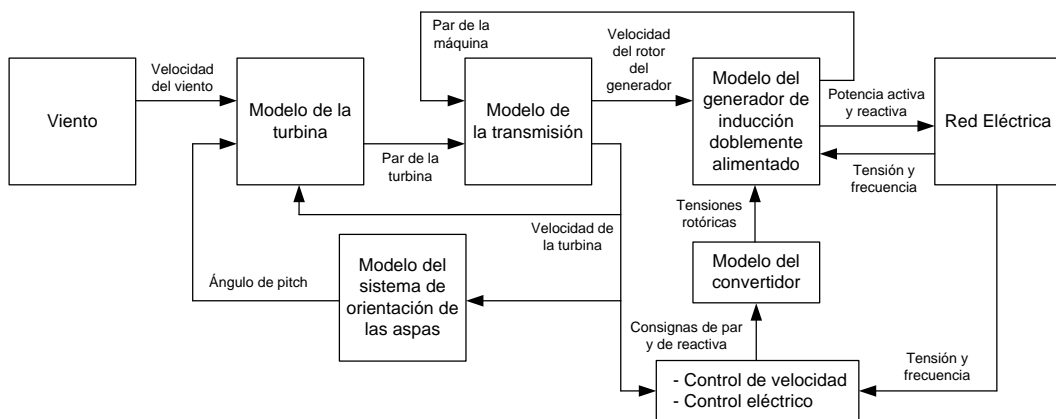 Par de la
máquina
Velocidad
del rotor
del
generador
Velocidad
del viento
Viento
Modelo de la
turbina
Modelo de
la transmisión
Modelo del
generador de
inducción
doblemente
alimentado
Potencia activa
y reactiva
Red Eléctrica
Par de la
turbina
Tensión y
frecuencia
Tensiones
rotóricas
Velocidad de
la turbina
Ángulo de pitch
Modelo del
sistema de
orientación de
las aspas
Modelo del
convertidor
Consignas de par
y de reactiva
Tensión y
frecuencia
- Control de velocidad
- Control eléctrico